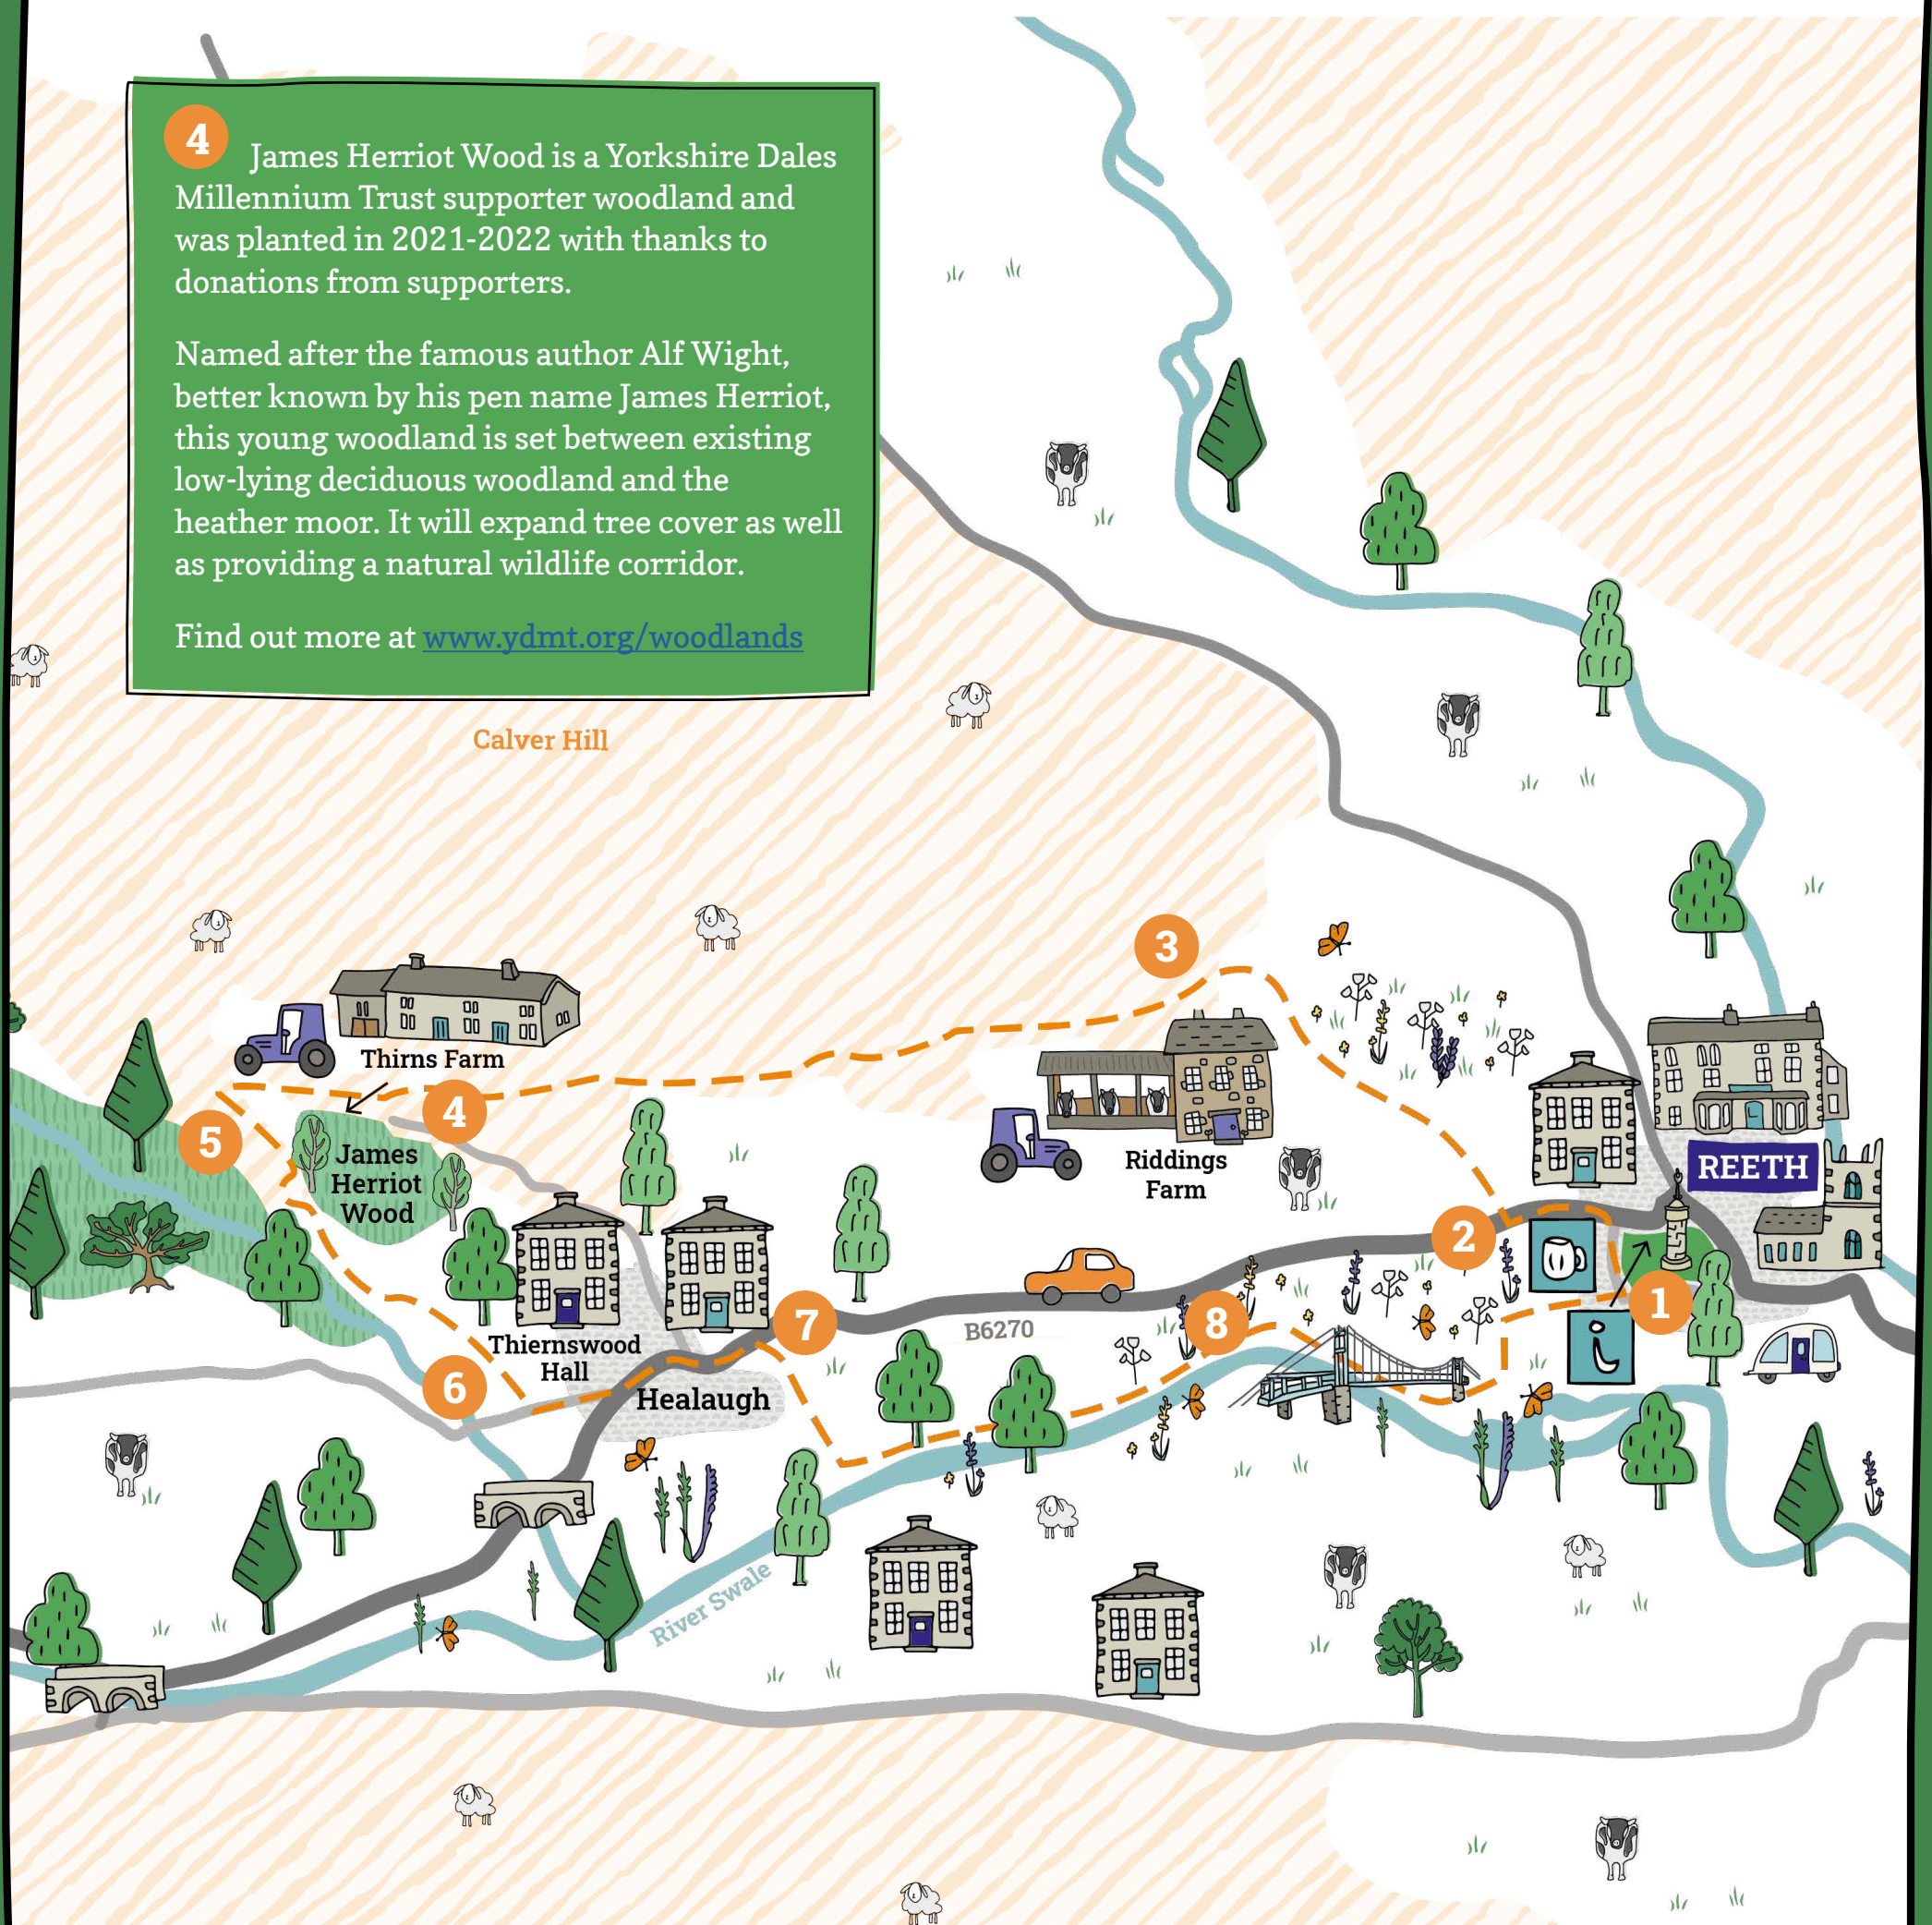 4
James Herriot Wood is a Yorkshire Dales
Millennium Trust supporter woodland and
was planted in 2021-2022 with thanks to
donations from supporters.
Named after the famous author Alf Wight,
better known by his pen name James Herriot,
this young woodland is set between existing
low-lying deciduous woodland and the
heather moor. It will expand tree cover as well
as providing a natural wildlife corridor.
Find out more at www.ydmt.org/woodlands
Calver Hill
3
Thirns Farm
4
5
James
Herriot
Wood
Riddings
Farm
REETH
2
1
i
7
8
B6270
Thiernswood
Hall
6
Healaugh
River Swale